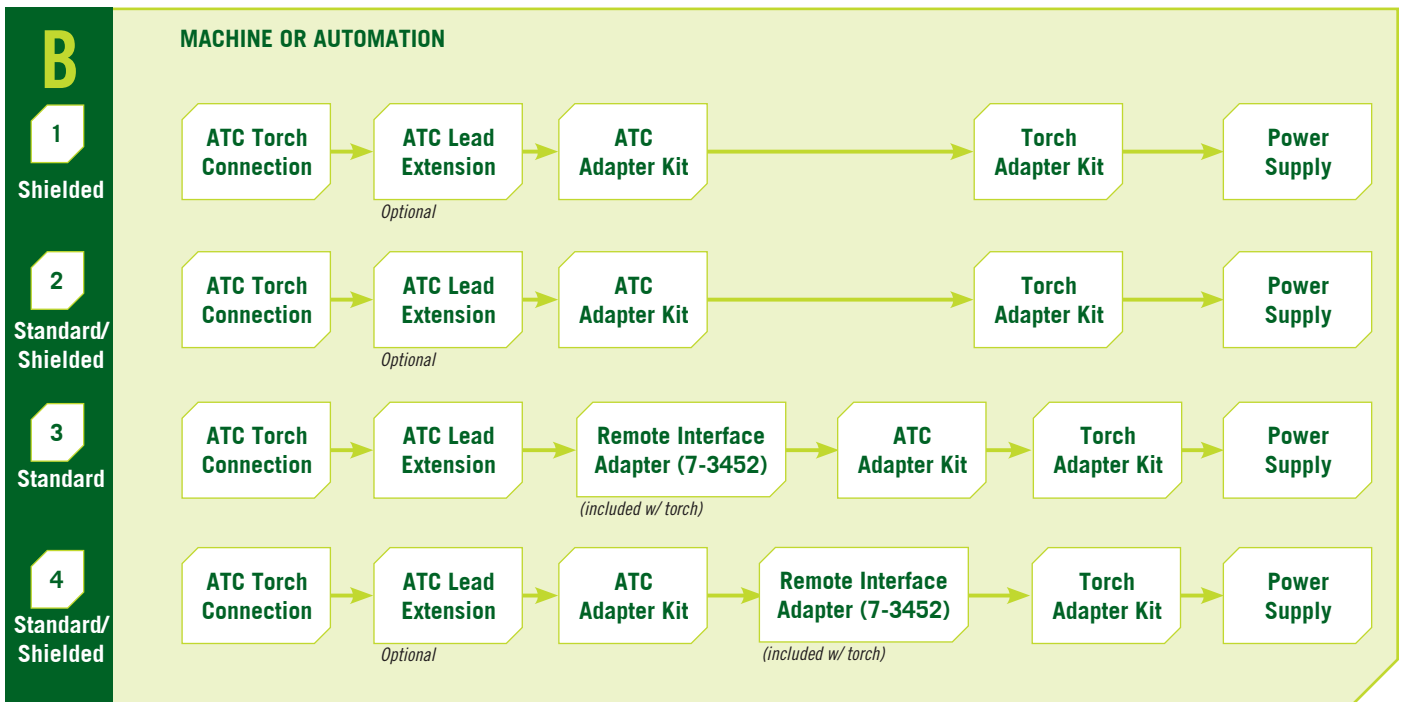 B
MACHINE OR AUTOMATION
1
Shielded
ATC Torch
Connection
ATC Lead
Extension
Optional
ATC
Adapter Kit
Torch
Adapter Kit
Power
Supply
2
Standard/
Shielded
ATC Torch
Connection
ATC Lead
Extension
Optional
ATC
Adapter Kit
Torch
Adapter Kit
Power
Supply
3
Standard
ATC Torch
Connection
ATC Lead
Extension
Remote Interface
Adapter (7-3452)
(included w/ torch)
ATC
Adapter Kit
Torch
Adapter Kit
Power
Supply
4
Standard/
Shielded
ATC Torch
Connection
ATC Lead
Extension
Optional
ATC
Adapter Kit
Remote Interface
Adapter (7-3452)
(included w/ torch)
Torch
Adapter Kit
Power
Supply